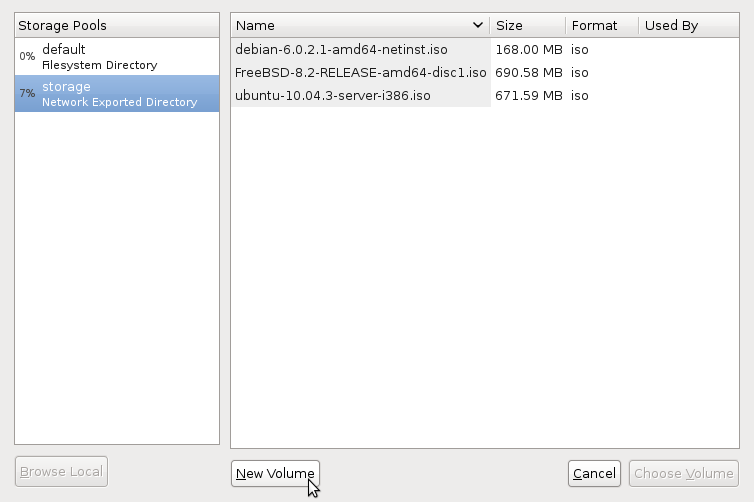 Storage Pools
0% default
Filesystem Directory
7% storage
Network Exported Directory
Name Size Format Used By
debian-6.0.2.1-amd64-netinst.iso 168.00 MB iso
FreeBSD-8.2-RELEASE-amd64-disc1.iso 690.58 MB iso
ubuntu-10.04.3-server-i386.iso 671.59 MB iso
Browse Local New Volume Cancel Choose Volume